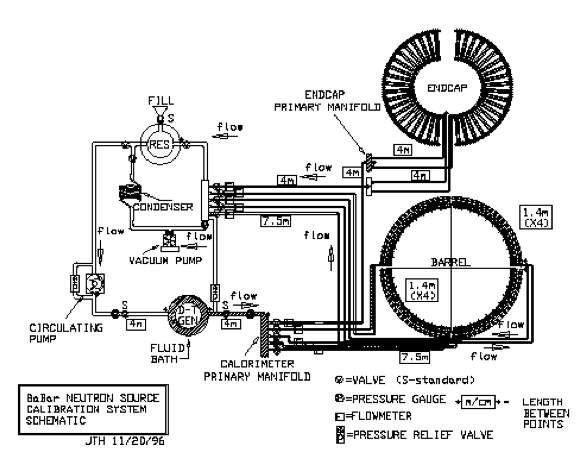 ENDCAP
ENDCAP
PRIMARY MANIFOLD
FILL
S
RES
flow
4m
4m
4m
4m
flow
CONDENSER
7.5m
flow
VACUUM PUMP
flow
1.4m
(X4)
BARREL
1.4m
(X4)
flow
S
D-T
GEN
4m
S
4m
flow
CIRCULATING
PUMP
FLUID
BATH
CALORIMETER
PRIMARY MANIFOLD
7.5m
flow
flow
=VALVE (S-standard)
=PRESSURE GAUGE
=FLOWMETER
=PRESSURE RELIEF VALVE
m/cm
= LENGTH
BETWEEN
POINTS
BaBar NEUTRON SOURCE
CALIBRATION SYSTEM
SCHEMATIC
JTH 11/20/96